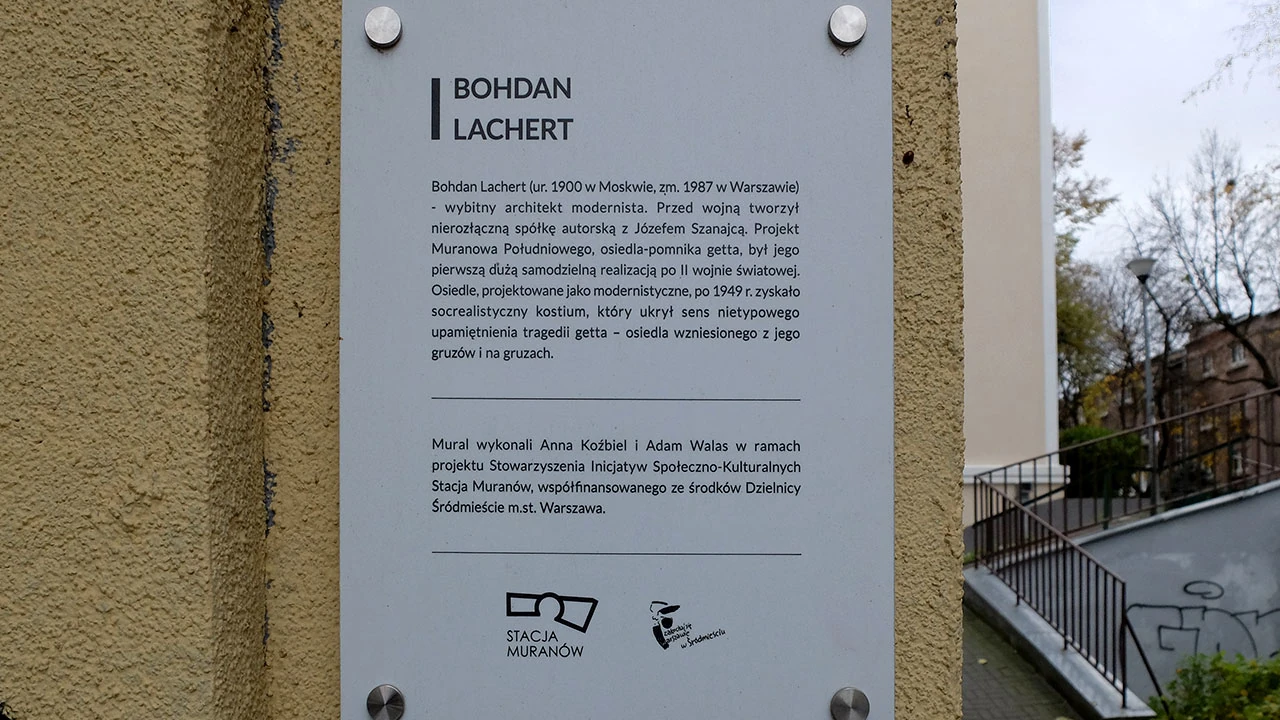 BOHDAN
LACHERT
Bohdan Lachert (ur. 1900 w Moskwie, zm. 1987 w Warszawie)
- wybitny architekt modernista. Przed wojną tworzył
nierozłączną spółkę autorską z Józefem Szanajcą. Projekt
Muranowa Południowego, osiedla-pomnika getta, był jego
pierwszą dużą samodzielną realizacją po II wojnie światowej.
Osiedle, projektowane jako modernistyczne, po 1949 r. zyskało
socrealistyczny kostium, który ukrył sens nietypowego
upamiętnienia tragedii getta – osiedla wzniesionego z jego
gruzów i na gruzach.
Mural wykonali Anna Koźbiel i Adam Walas w ramach
projektu Stowarzyszenia Inicjatyw Społeczno-Kulturalnych
Stacja Muranów, współfinansowanego ze środków Dzielnicy
Śródmieście m.st. Warszawa.
STACJA
MURANÓW
zakochaj się
w Śródmieściu